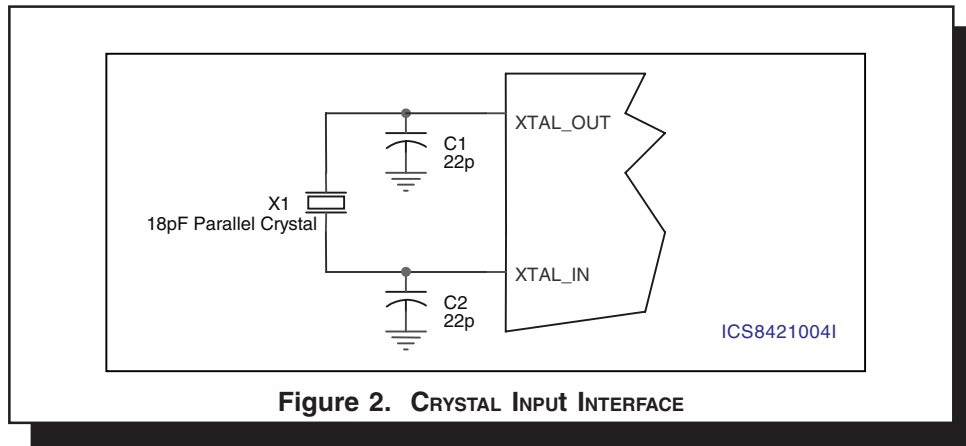 XTAL_OUT
C1
22p
X1
18pF Parallel Crystal
XTAL_IN
C2
22p
ICS8421004I
Figure 2. CRYSTAL INPUt INTERFACE